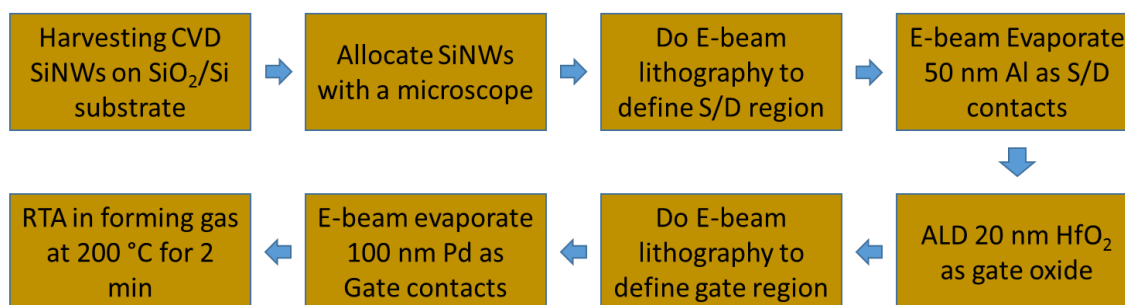 Harvesting CVD
SiNWs on SiO₂/Si
substrate
Allocate SiNWs
with a microscope
Do E-beam
lithography to
define S/D region
E-beam Evaporate
50 nm Al as S/D
contacts
ALD 20 nm HfO₂
as gate oxide
Do E-beam
lithography to
define gate region
E-beam evaporate
100 nm Pd as
Gate contacts
RTA in forming gas
at 200 °C for 2
min